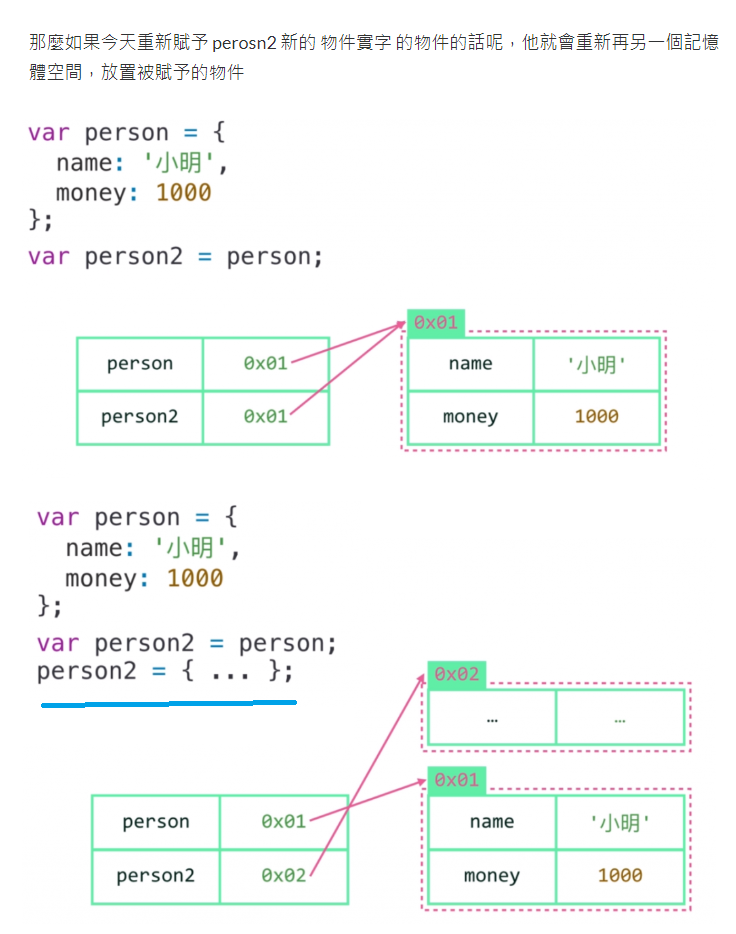 那麼如果今天重新賦予 perosn2 新的 物件實字 的物件的話呢，他就會重新再另一個記憶
體空間，放置被賦予的物件
var person = {
  name: '小明',
  money: 1000
};
var person2 = person;
0x01
person 0x01 name '小明'
person2 0x01 money 1000
var person = {
  name: '小明',
  money: 1000
};
var person2 = person;
person2 = { ... };
0x02
... ...
0x01
person 0x01 name '小明'
person2 0x02 money 1000